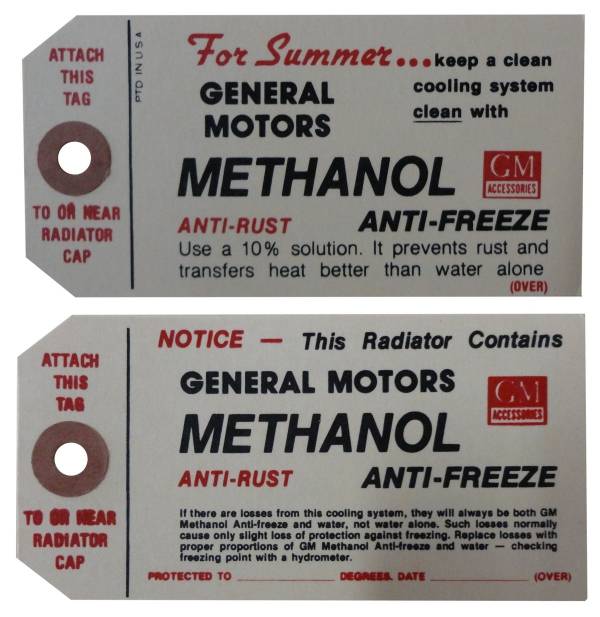 ATTACH
THIS
TAG
TO OR NEAR
RADIATOR
CAP
PTD IN USA
For Summer...keep a clean
cooling system
clean with
GENERAL
MOTORS
METHANOL
GM
ACCESSORIES
ANTI-RUST ANTI-FREEZE
Use a 10% solution. It prevents rust and
transfers heat better than water alone
(OVER)
ATTACH
THIS
TAG
TO OR NEAR
RADIATOR
CAP
NOTICE — This Radiator Contains
GENERAL MOTORS
METHANOL
GM
ACCESSORIES
ANTI-RUST ANTI-FREEZE
If there are losses from this cooling system, they will always be both GM
Methanol Anti-freeze and water, not water alone. Such losses normally
cause only slight loss of protection against freezing. Replace losses with
proper proportions of GM Methanol Anti-freeze and water — checking
freezing point with a hydrometer.
PROTECTED TO ____________ DEGREES. DATE ____________ (OVER)